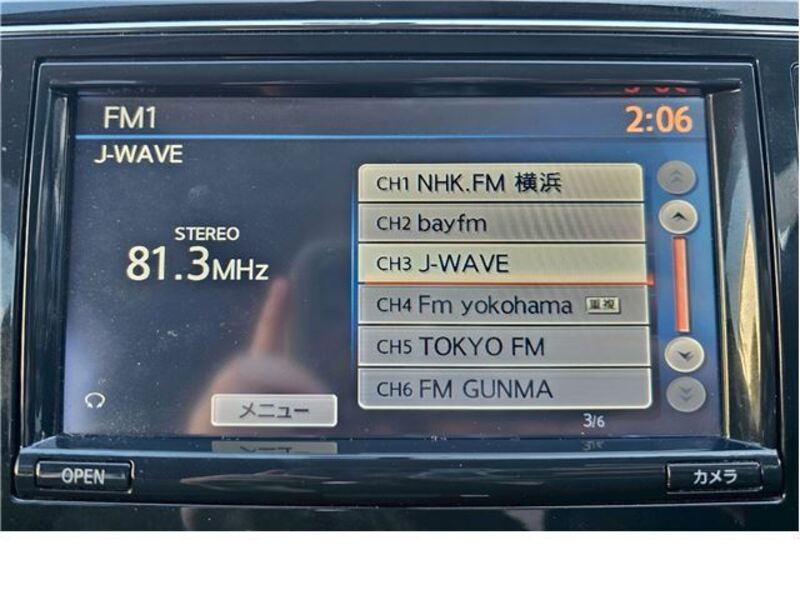 FM1
2:06
J-WAVE
STEREO
81.3MHz
CH1 NHK.FM 横浜
CH2 bayfm
CH3 J-WAVE
CH4 Fm yokohama 重複
CH5 TOKYO FM
CH6 FM GUNMA
メニュー
3/6
OPEN
カメラ